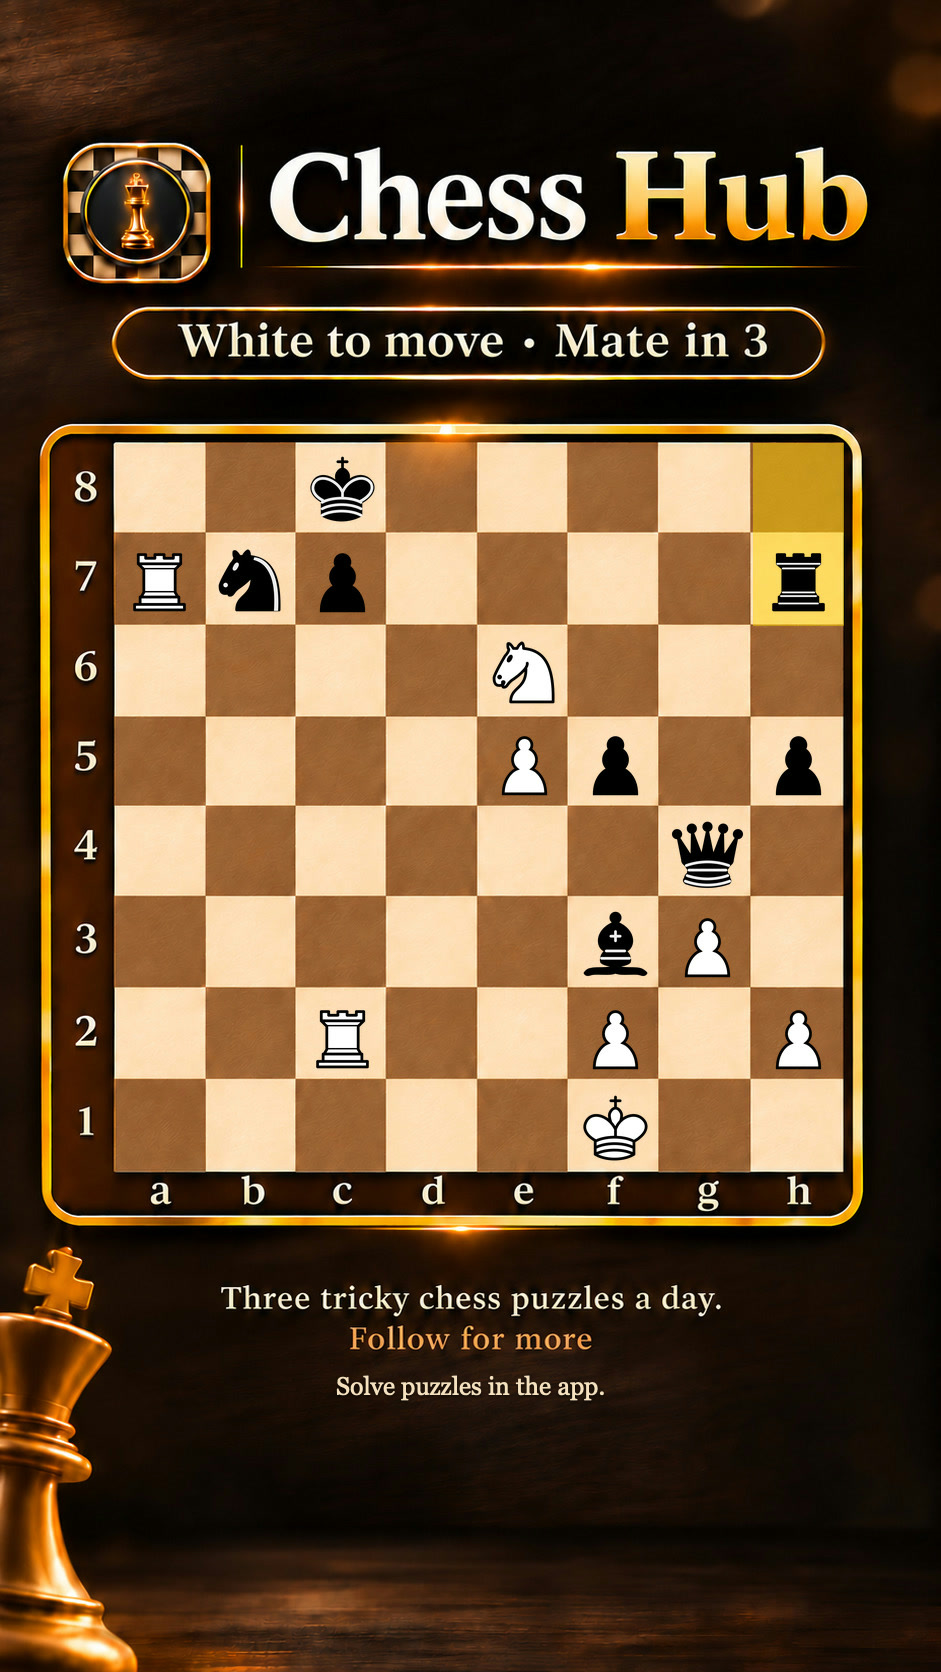 Chess Hub
White to move • Mate in 3
8
7
6
5
4
3
2
1
a b c d e f g h
Three tricky chess puzzles a day.
Follow for more
Solve puzzles in the app.